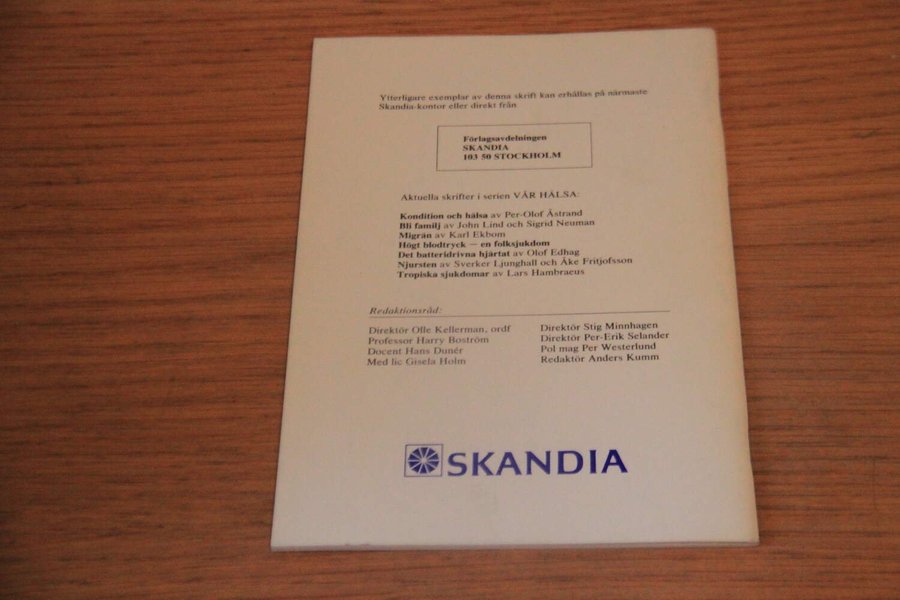 Ytterligare exemplar av denna skrift kan erhållas på närmaste
Skandia-kontor eller direkt från
Förlagsavdelningen
SKANDIA
103 50 STOCKHOLM
Aktuella skrifter i serien VÅR HÄLSA:
Kondition och hälsa av Per-Olof Åstrand
Bli familj av John Lind och Sigrid Neuman
Migrän av Karl Ekbom
Högt blodtryck — en folksjukdom
Det batteridrivna hjärtat av Olof Edhag
Njursten av Sverker Ljunghall och Åke Fritjofsson
Tropiska sjukdomar av Lars Hambraeus
Redaktionsråd:
Direktör Olle Kellerman, ordf
Professor Harry Boström
Docent Hans Dunér
Med lic Gisela Holm
Direktör Stig Minnhagen
Direktör Per-Erik Selander
Pol mag Per Westerlund
Redaktör Anders Kumm
SKANDIA